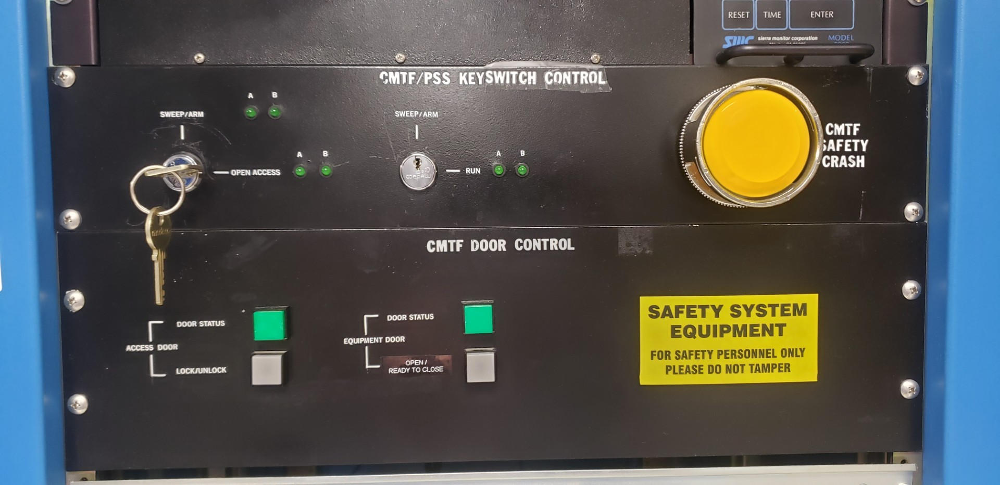 RESET TIME ENTER
sierra monitor corporation MODEL
CMTF/PSS KEYSWITCH CONTROL
A B
SWEEP/ARM
A B
OPEN ACCESS
SWEEP/ARM
A B
RUN
CMTF
SAFETY
CRASH
CMTF DOOR CONTROL
DOOR STATUS
ACCESS DOOR
LOCK/UNLOCK
DOOR STATUS
EQUIPMENT DOOR
OPEN /
READY TO CLOSE
SAFETY SYSTEM
EQUIPMENT
FOR SAFETY PERSONNEL ONLY
PLEASE DO NOT TAMPER